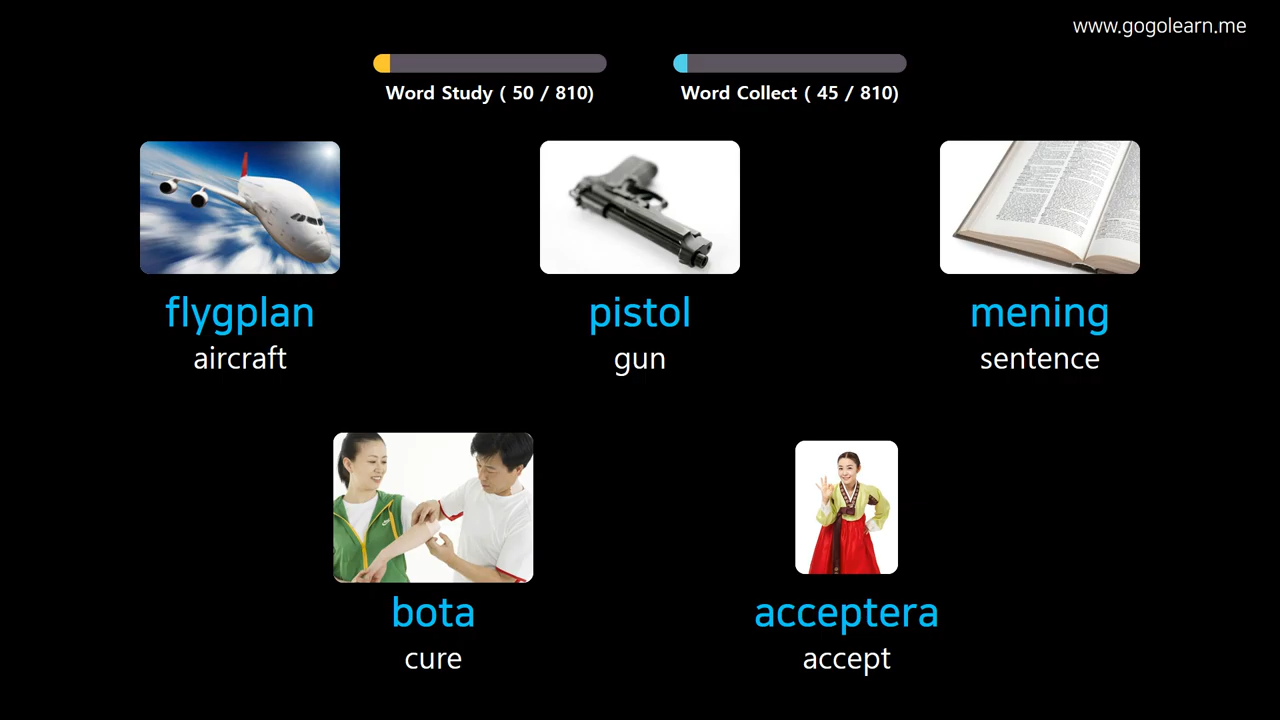 www.gogolearn.me
Word Study ( 50 / 810)
Word Collect ( 45 / 810)
flygplan
aircraft
pistol
gun
mening
sentence
bota
cure
acceptera
accept